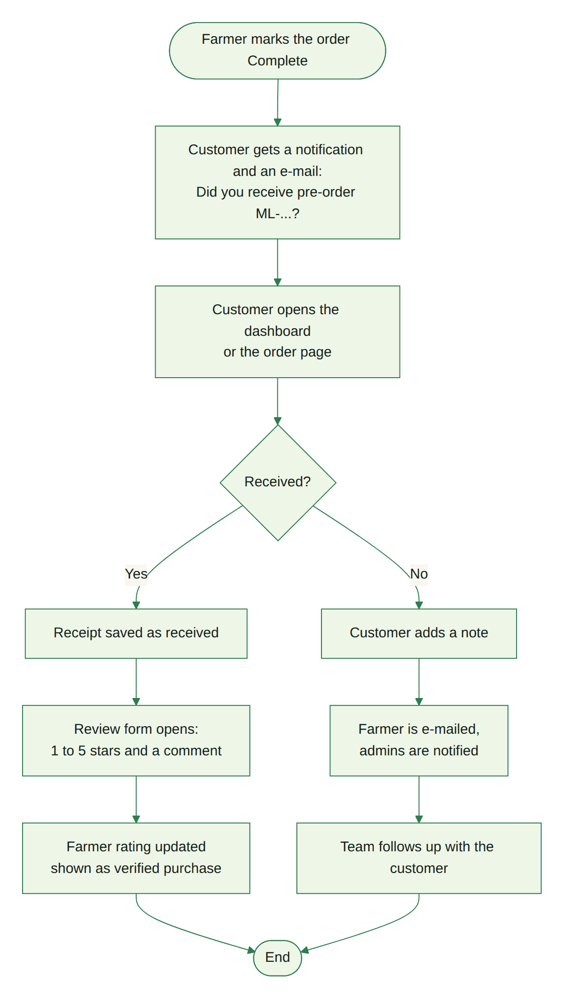 Farmer marks the order
Complete
Customer gets a notification
and an e-mail:
Did you receive pre-order
ML-...?
Customer opens the
dashboard
or the order page
Received?
Yes
No
Receipt saved as received
Customer adds a note
Review form opens:
1 to 5 stars and a comment
Farmer is e-mailed,
admins are notified
Farmer rating updated
shown as verified purchase
Team follows up with the
customer
End